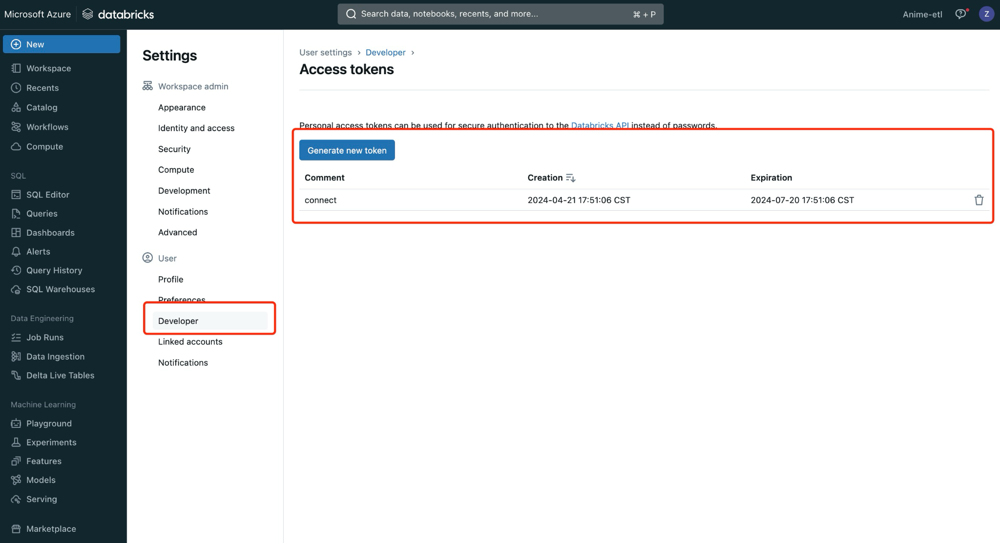 Microsoft Azure
databricks
Search data, notebooks, recents, and more...
⌘ + P
Anime-etl
Z
New
Workspace
Recents
Catalog
Workflows
Compute
SQL
SQL Editor
Queries
Dashboards
Alerts
Query History
SQL Warehouses
Data Engineering
Job Runs
Data Ingestion
Delta Live Tables
Machine Learning
Playground
Experiments
Features
Models
Serving
Marketplace
Settings
Workspace admin
Appearance
Identity and access
Security
Compute
Development
Notifications
Advanced
User
Profile
Preferences
Developer
Linked accounts
Notifications
User settings › Developer ›
Access tokens
Personal access tokens can be used for secure authentication to the Databricks API instead of passwords.
Generate new token
Comment Creation Expiration
connect 2024-04-21 17:51:06 CST 2024-07-20 17:51:06 CST